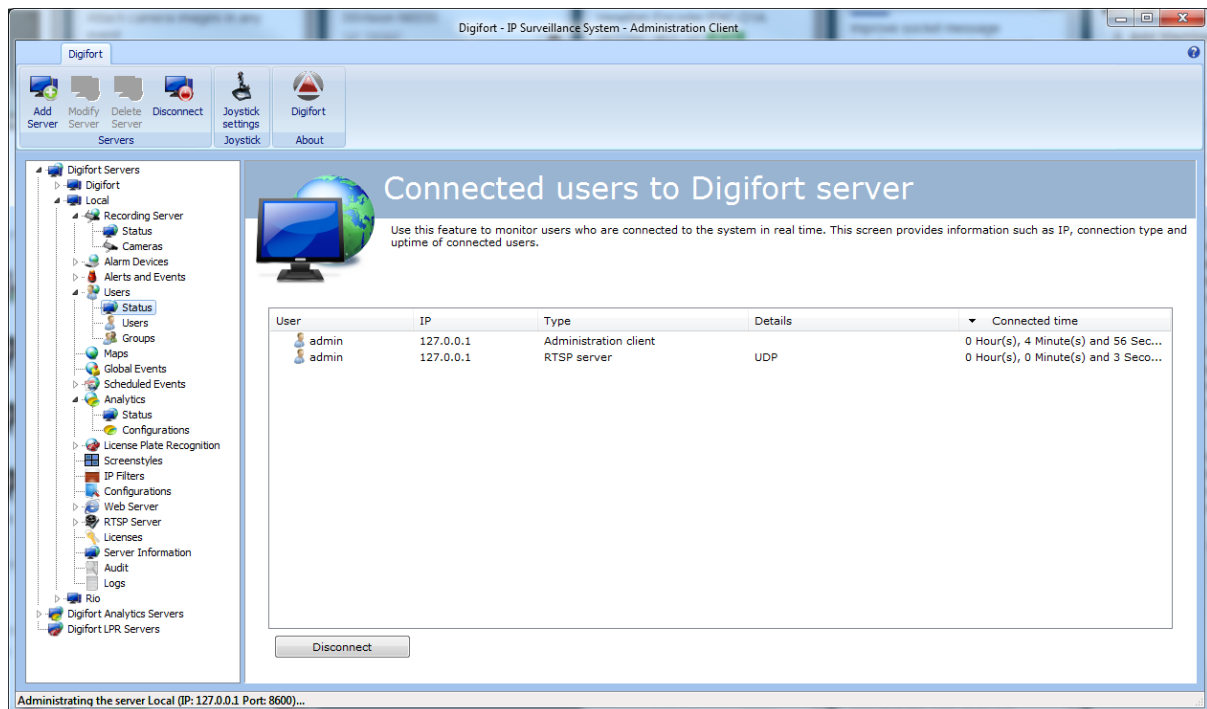 Digifort - IP Surveillance System - Administration Client
Digifort
Add Server
Modify Server
Delete Server
Disconnect
Joystick settings
Digifort
Servers
Joystick
About
Digifort Servers
Digifort
Local
Recording Server
Status
Cameras
Alarm Devices
Alerts and Events
Users
Status
Users
Groups
Maps
Global Events
Scheduled Events
Analytics
Status
Configurations
License Plate Recognition
Screenstyles
IP Filters
Configurations
Web Server
RTSP Server
Licenses
Server Information
Audit
Logs
Rio
Digifort Analytics Servers
Digifort LPR Servers
Connected users to Digifort server
Use this feature to monitor users who are connected to the system in real time. This screen provides information such as IP, connection type and
uptime of connected users.
User IP Type Details Connected time
admin 127.0.0.1 Administration client 0 Hour(s), 4 Minute(s) and 56 Sec...
admin 127.0.0.1 RTSP server UDP 0 Hour(s), 0 Minute(s) and 3 Seco...
Disconnect
Administrating the server Local (IP: 127.0.0.1 Port: 8600)...